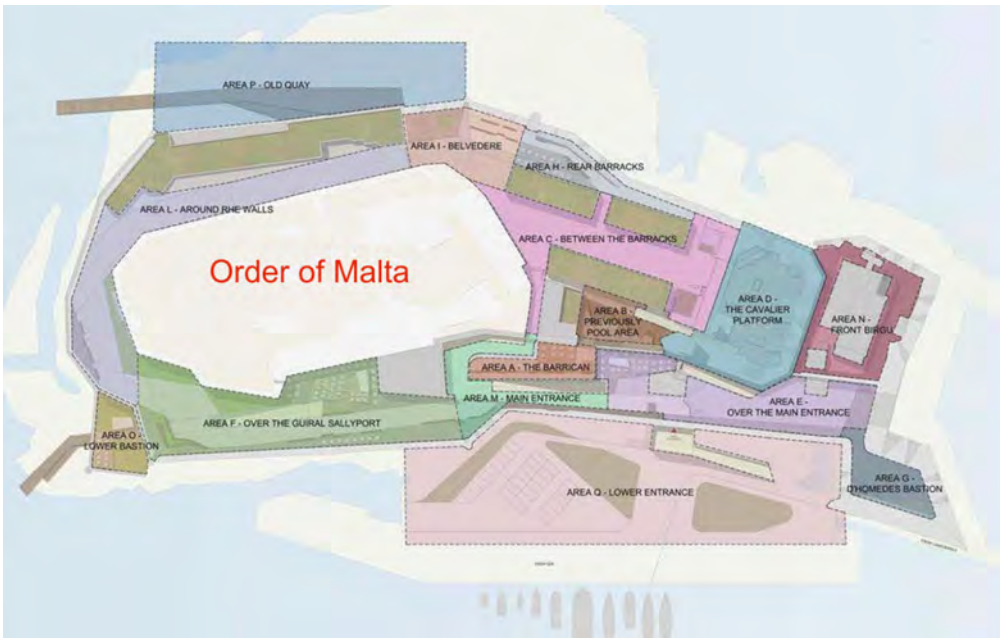 AREA P - OLD QUAY
AREA I - BELVEDERE
AREA H - REAR BARRACKS
AREA L - AROUND RHE WALLS
AREA C - BETWEEN THE BARRACKS
Order of Malta
AREA D -
THE CAVALIER
PLATFORM
AREA B -
PREVIOUSLY
POOL AREA
AREA N -
FRONT BIRGU
AREA A - THE BARRICAN
AREA M - MAIN ENTRANCE
AREA E -
OVER THE MAIN ENTRANCE
AREA F - OVER THE GUIRAL SALLYPORT
AREA O -
LOWER BASTION
AREA G -
D'HOMEDES BASTION
AREA Q - LOWER ENTRANCE